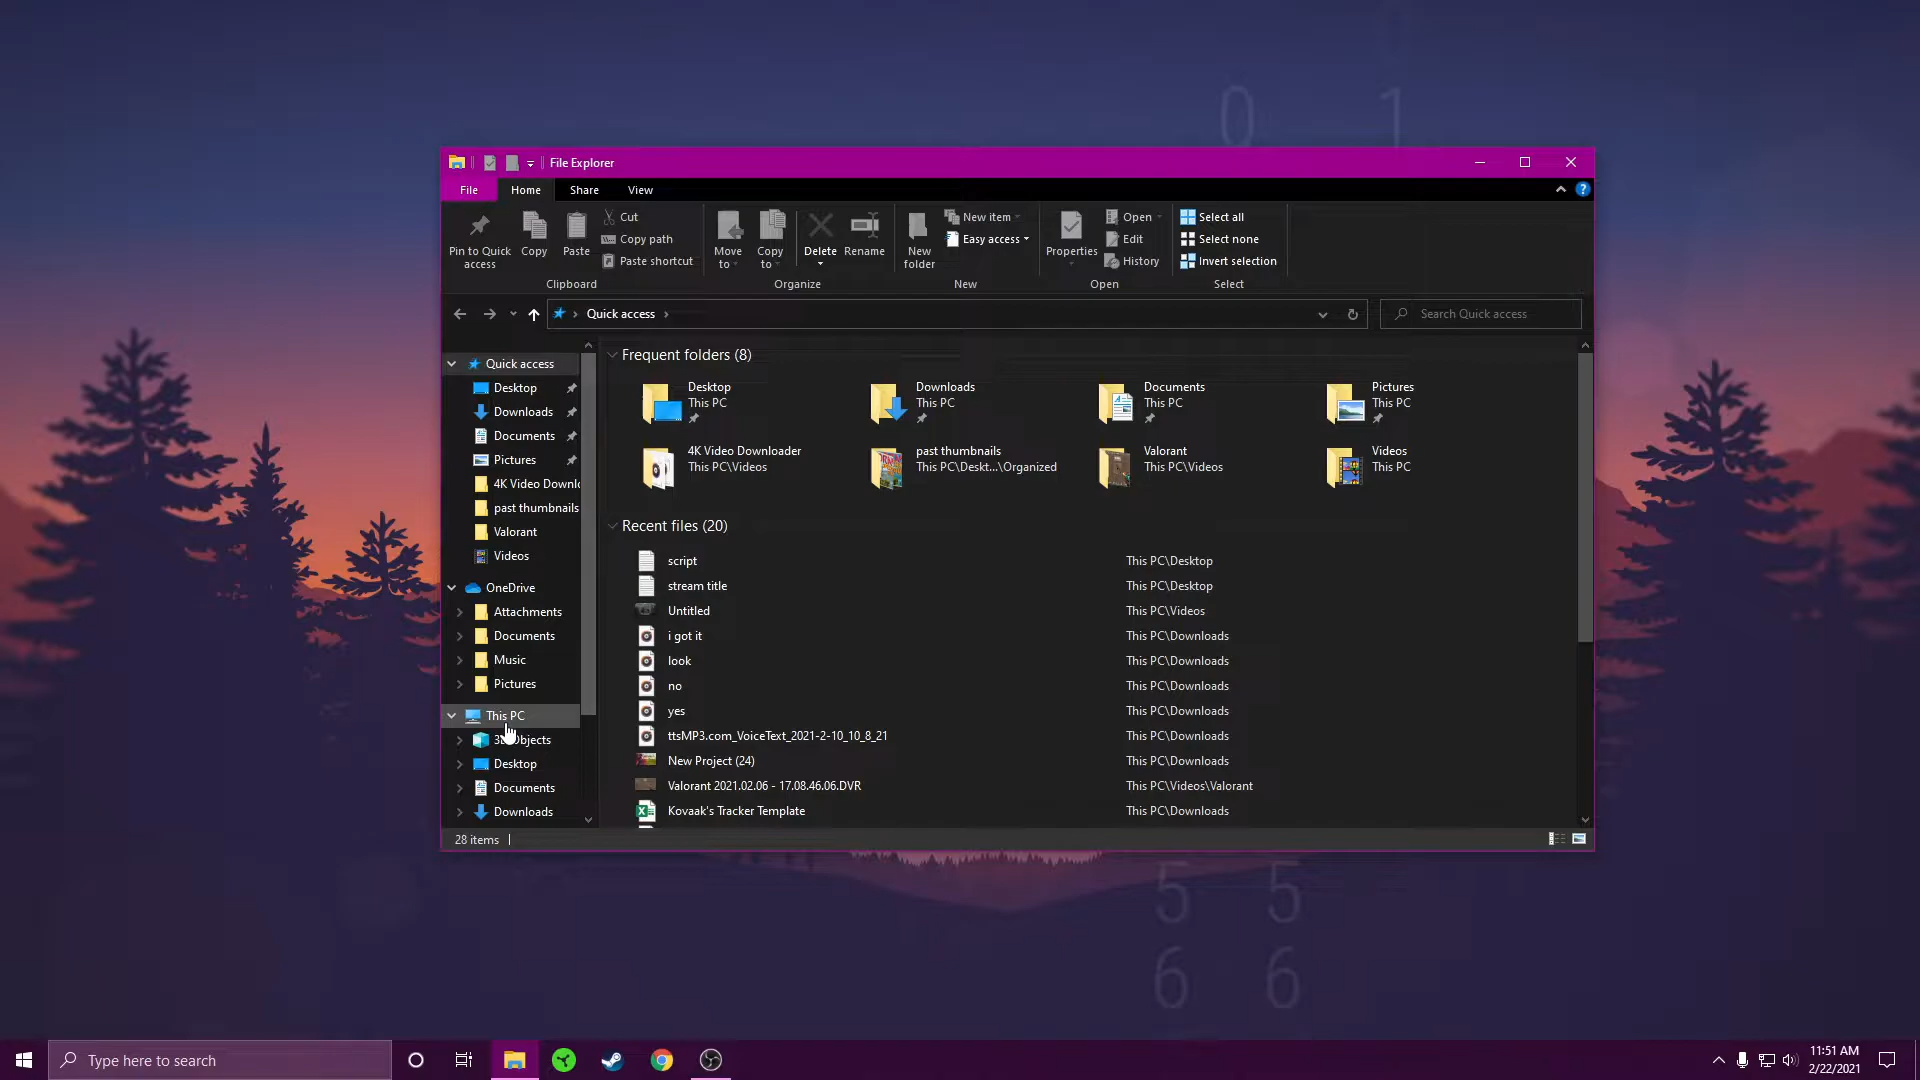 0 1
File Explorer
File Home Share View
Pin to Quick access
Copy
Paste
Cut
Copy path
Paste shortcut
Clipboard
Move to
Copy to
Delete
Rename
Organize
New folder
New item
Easy access
New
Properties
Open
Edit
History
Open
Select all
Select none
Invert selection
Select
Quick access
Search Quick access
Quick access
Desktop
Downloads
Documents
Pictures
4K Video Downl
past thumbnails
Valorant
Videos
OneDrive
Attachments
Documents
Music
Pictures
This PC
3D Objects
Desktop
Documents
Downloads
Frequent folders (8)
Desktop
This PC
Downloads
This PC
Documents
This PC
Pictures
This PC
4K Video Downloader
This PC\Videos
past thumbnails
This PC\Deskt...\Organized
Valorant
This PC\Videos
Videos
This PC
Recent files (20)
script This PC\Desktop
stream title This PC\Desktop
Untitled This PC\Videos
i got it This PC\Downloads
look This PC\Downloads
no This PC\Downloads
yes This PC\Downloads
ttsMP3.com_VoiceText_2021-2-10_10_8_21 This PC\Downloads
New Project (24) This PC\Downloads
Valorant 2021.02.06 - 17.08.46.06.DVR This PC\Videos\Valorant
Kovaak's Tracker Template This PC\Downloads
28 items
5 5
6 6
Type here to search
11:51 AM
2/22/2021